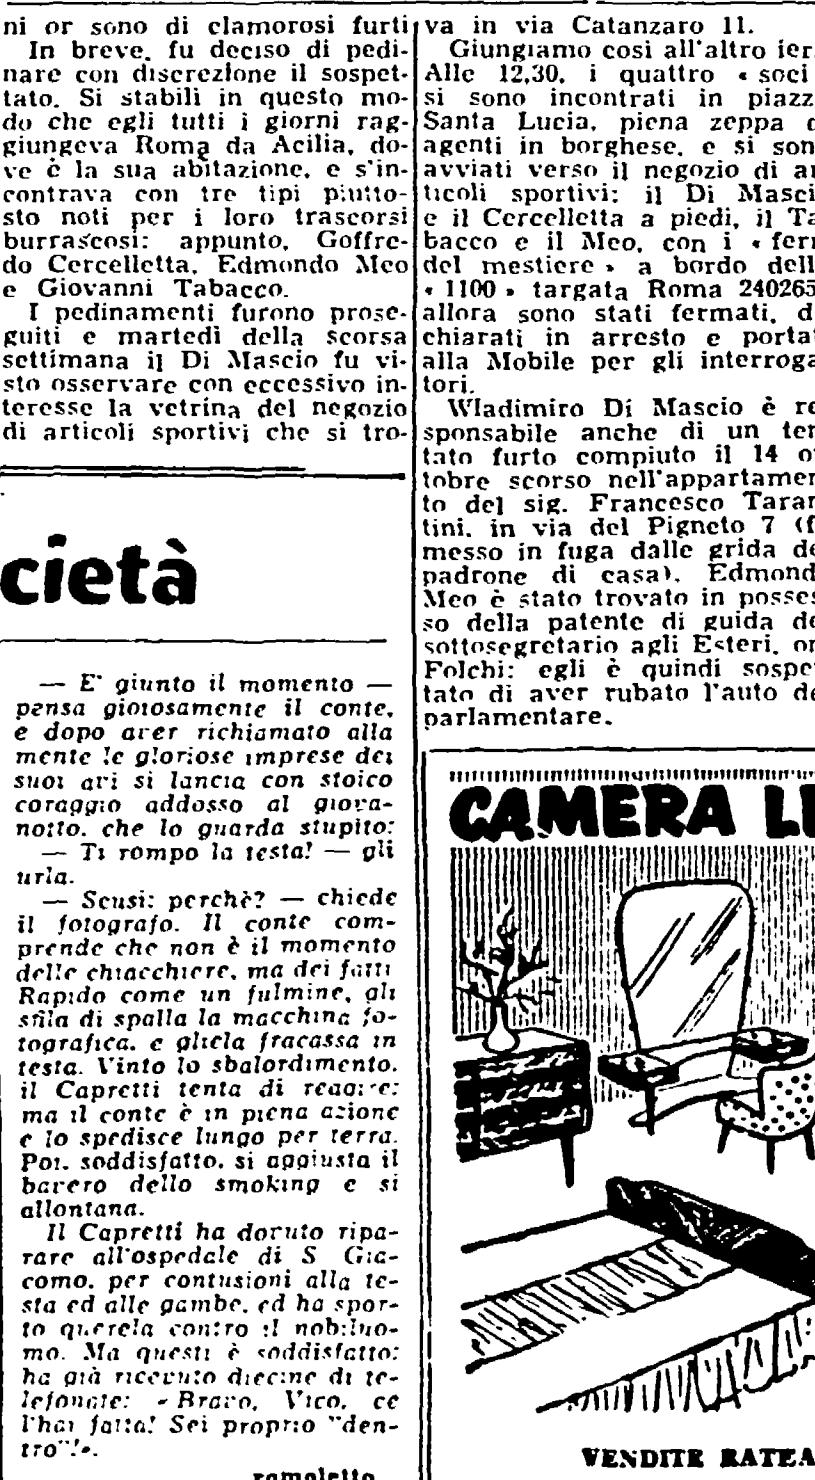 ni or sono di clamorosi furti
In breve, fu deciso di pedi-
nare con discrezione il sospet-
tato. Si stabilì in questo mo-
do che egli tutti i giorni rag-
giungeva Roma da Acilia, do-
ve è la sua abitazione, e s'in-
contrava con tre tipi piutto-
sto noti per i loro trascorsi
burrascosi: appunto, Goffre-
do Cercelletta, Edmondo Meo
e Giovanni Tabacco.
I pedinamenti furono prose-
guiti e martedì della scorsa
settimana il Di Mascio fu vi-
sto osservare con eccessivo in-
teresse la vetrina del negozio
di articoli sportivi che si tro-
va in via Catanzaro 11.
Giungiamo così all'altro ier
Alle 12,30, i quattro « soci
si sono incontrati in piazz
Santa Lucia, piena zeppa d
agenti in borghese, e si son
avviati verso il negozio di ar
ticoli sportivi: il Di Masci
e il Cercelletta a piedi, il Ta
bacco e il Meo, con i « ferr
del mestiere » a bordo dell
« 1100 » targata Roma 240265
allora sono stati fermati, di
chiarati in arresto e portat
alla Mobile per gli interroga
tori.
Wladimiro Di Mascio è re
sponsabile anche di un ten
tato furto compiuto il 14 ot
tobre scorso nell'appartamen
to del sig. Francesco Taran
tini, in via del Pigneto 7 (f
messo in fuga dalle grida de
padrone di casa). Edmond
Meo è stato trovato in posses
so della patente di guida de
sottosegretario agli Esteri, on
Folchi: egli è quindi sospet
tato di aver rubato l'auto de
parlamentare.
cietà
— E' giunto il momento —
pensa gioiosamente il conte,
e dopo aver richiamato alla
mente le gloriose imprese dei
suoi avi si lancia con stoico
coraggio addosso al giova-
notto, che lo guarda stupito:
— Ti rompo la testa! — gli
urla.
— Scusi: perchè? — chiede
il fotografo. Il conte com-
prende che non è il momento
delle chiacchiere, ma dei fatti
Rapido come un fulmine, gli
sfila di spalla la macchina fo-
tografica, e gliela fracassa in
testa. Vinto lo sbalordimento,
il Capretti tenta di reagire:
ma il conte è in piena azione
e lo spedisce lungo per terra.
Poi, soddisfatto, si aggiusta il
bavero dello smoking e si
allontana.
Il Capretti ha dovuto ripa-
rare all'ospedale di S Gia-
como, per contusioni alla te-
sta ed alle gambe, ed ha spor-
to querela contro il nobiluo-
mo. Ma questi è soddisfatto:
ha già ricevuto diecine di te-
lefonate: « Bravo, Vico, ce
l'hai fatta! Sei proprio "den-
tro"!».
romoletto
CAMERA LE
VENDITE RATEA